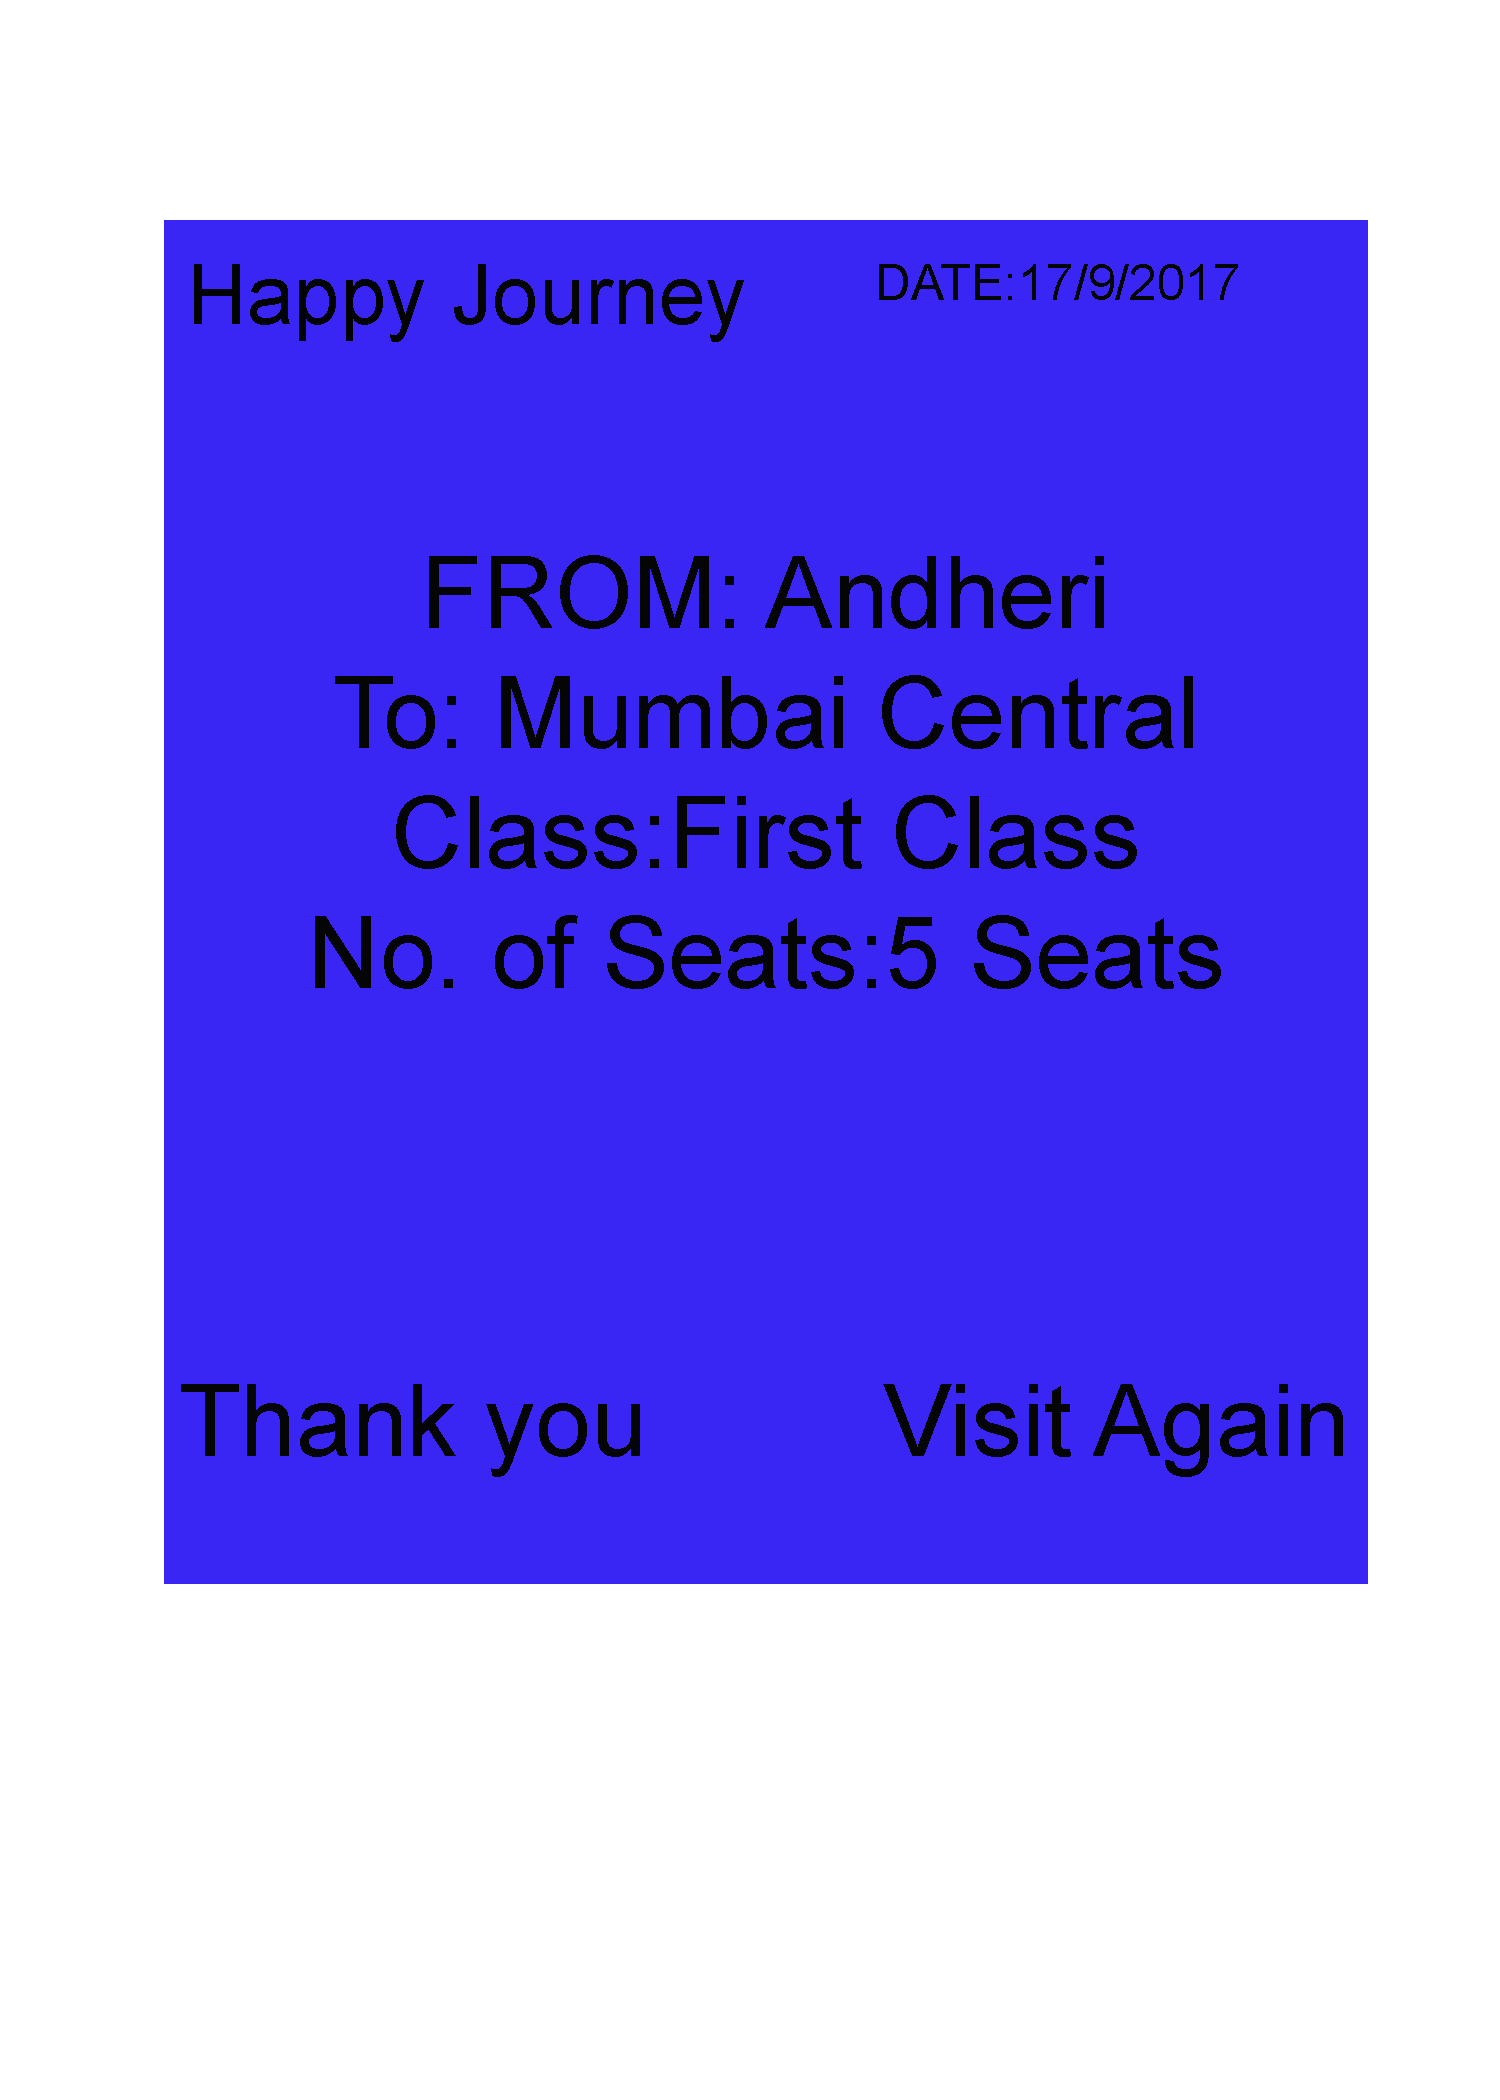 Happy Journey DATE:17/9/2017
FROM: Andheri
To: Mumbai Central
Class:First Class
No. of Seats:5 Seats
Thank you Visit Again